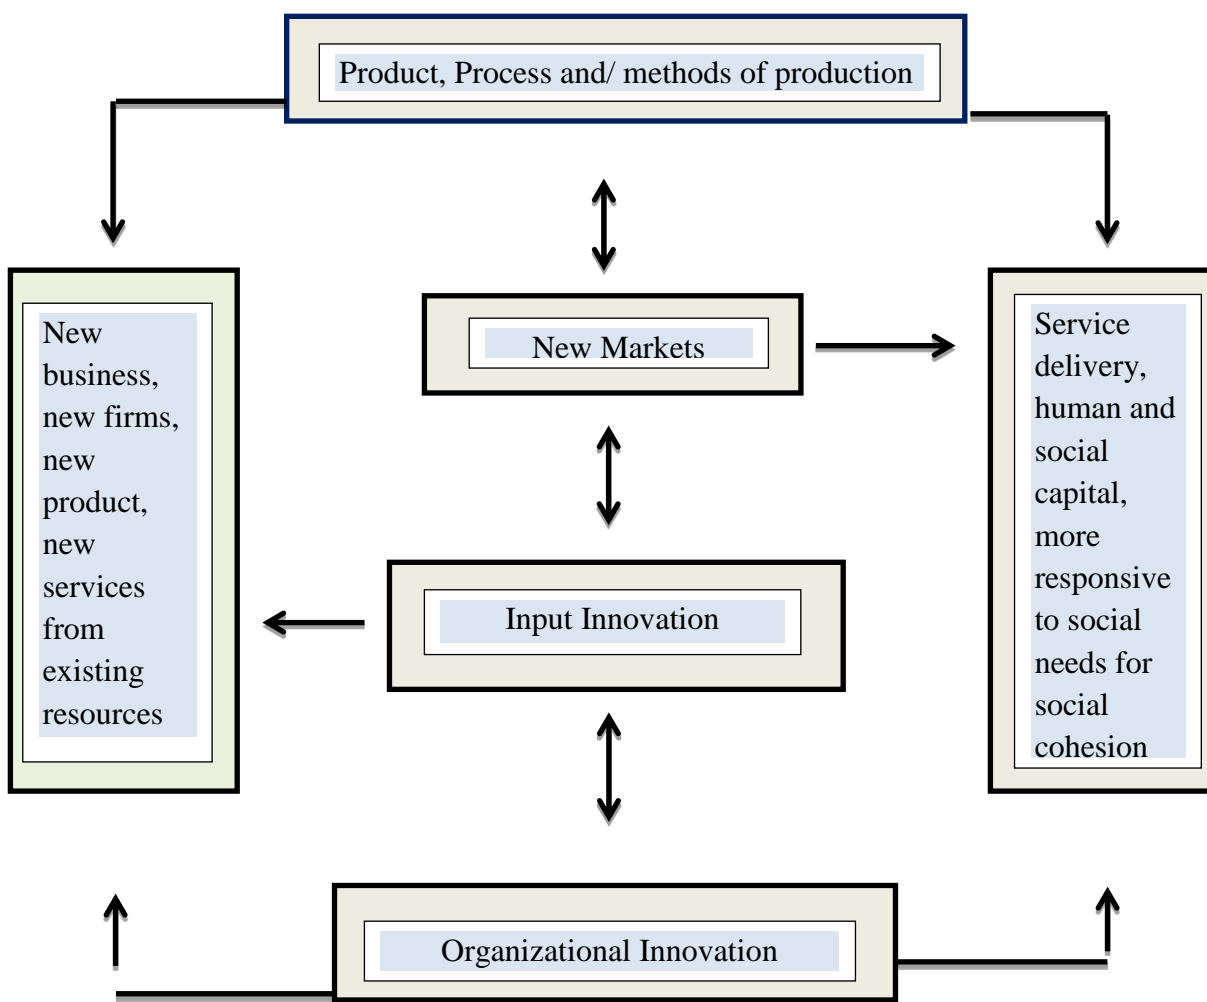 Product, Process and/ methods of production
New
business,
new firms,
new
product,
new
services
from
existing
resources
New Markets
Input Innovation
Service
delivery,
human and
social
capital,
more
responsive
to social
needs for
social
cohesion
Organizational Innovation